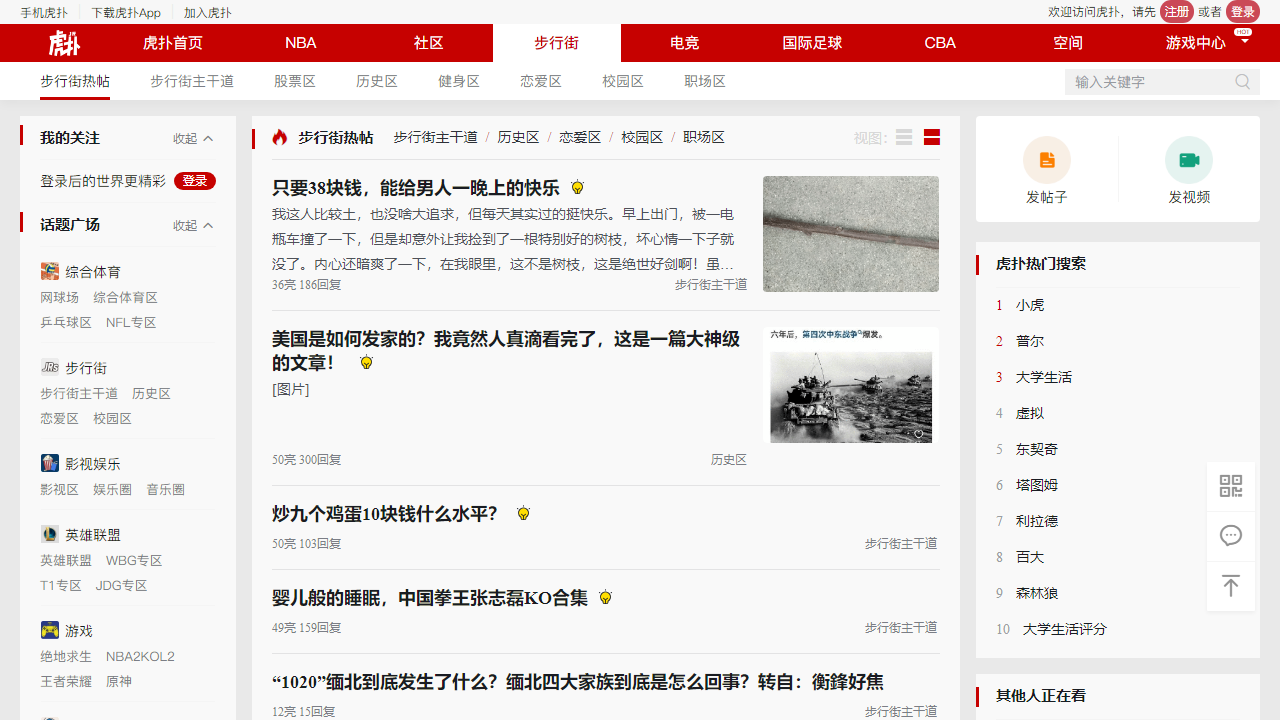 手机虎扑 下载虎扑App 加入虎扑 欢迎访问虎扑，请先 注册 或者 登录
虎扑 虎扑首页 NBA 社区 步行街 电竞 国际足球 CBA 空间 游戏中心 HOT
步行街热帖 步行街主干道 股票区 历史区 健身区 恋爱区 校园区 职场区 输入关键字
我的关注 收起
登录后的世界更精彩 登录
话题广场 收起
综合体育
网球场 综合体育区
乒乓球区 NFL专区
步行街
步行街主干道 历史区
恋爱区 校园区
影视娱乐
影视区 娱乐圈 音乐圈
英雄联盟
英雄联盟 WBG专区
T1专区 JDG专区
游戏
绝地求生 NBA2KOL2
王者荣耀 原神
步行街热帖 步行街主干道 / 历史区 / 恋爱区 / 校园区 / 职场区 视图：
只要38块钱，能给男人一晚上的快乐
我这人比较土，也没啥大追求，但每天其实过的挺快乐。早上出门，被一电
瓶车撞了一下，但是却意外让我捡到了一根特别好的树枝，坏心情一下子就
没了。内心还暗爽了一下，在我眼里，这不是树枝，这是绝世好剑啊！虽…
36亮 186回复 步行街主干道
美国是如何发家的？我竟然人真滴看完了，这是一篇大神级
的文章！
[图片]
六年后，第四次中东战争爆发。
50亮 300回复 历史区
炒九个鸡蛋10块钱什么水平？
50亮 103回复 步行街主干道
婴儿般的睡眠，中国拳王张志磊KO合集
49亮 159回复 步行街主干道
“1020”缅北到底发生了什么？缅北四大家族到底是怎么回事？转自：衡鋒好焦
12亮 15回复 步行街主干道
发帖子 发视频
虎扑热门搜索
1 小虎
2 普尔
3 大学生活
4 虚拟
5 东契奇
6 塔图姆
7 利拉德
8 百大
9 森林狼
10 大学生活评分
其他人正在看